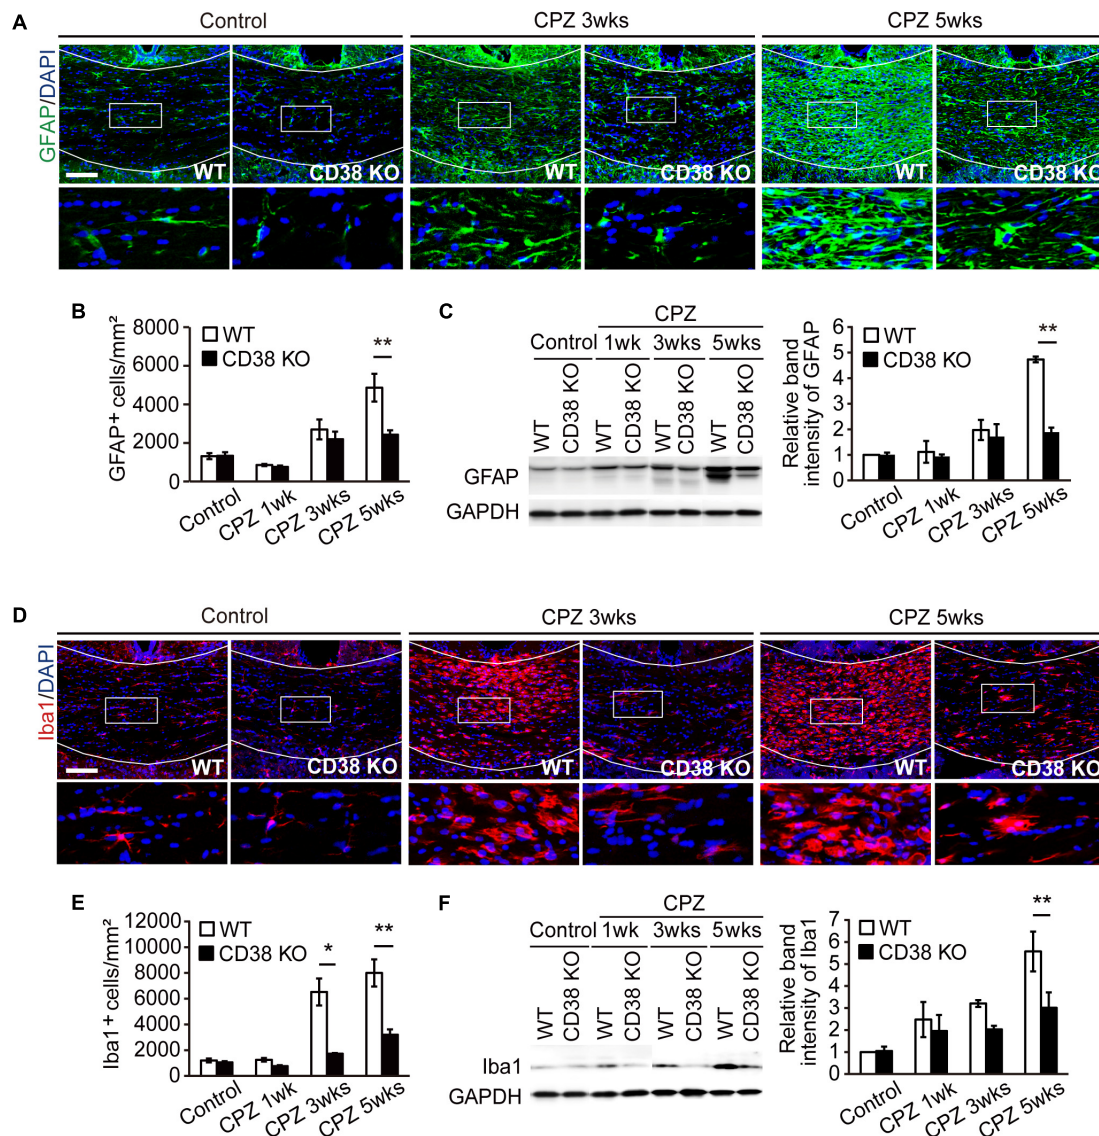 A
Control
CPZ 3wks
CPZ 5wks
GFAP/DAPI
WT
CD38 KO
WT
CD38 KO
WT
CD38 KO
B
GFAP⁺ cells/mm²
8000
6000
4000
2000
0
WT
CD38 KO
**
Control
CPZ 1wk
CPZ 3wks
CPZ 5wks
C
CPZ
Control
1wk
3wks
5wks
WT
CD38 KO
WT
CD38 KO
WT
CD38 KO
WT
CD38 KO
GFAP
GAPDH
Relative band
intensity of GFAP
6
5
4
3
2
1
0
WT
CD38 KO
**
Control
CPZ 1wk
CPZ 3wks
CPZ 5wks
D
Control
CPZ 3wks
CPZ 5wks
Iba1/DAPI
WT
CD38 KO
WT
CD38 KO
WT
CD38 KO
E
Iba1⁺ cells/mm²
12000
10000
8000
6000
4000
2000
0
WT
CD38 KO
*
**
Control
CPZ 1wk
CPZ 3wks
CPZ 5wks
F
CPZ
Control
1wk
3wks
5wks
WT
CD38 KO
WT
CD38 KO
WT
CD38 KO
WT
CD38 KO
Iba1
GAPDH
Relative band
intensity of Iba1
7
6
5
4
3
2
1
0
WT
CD38 KO
**
Control
CPZ 1wk
CPZ 3wks
CPZ 5wks